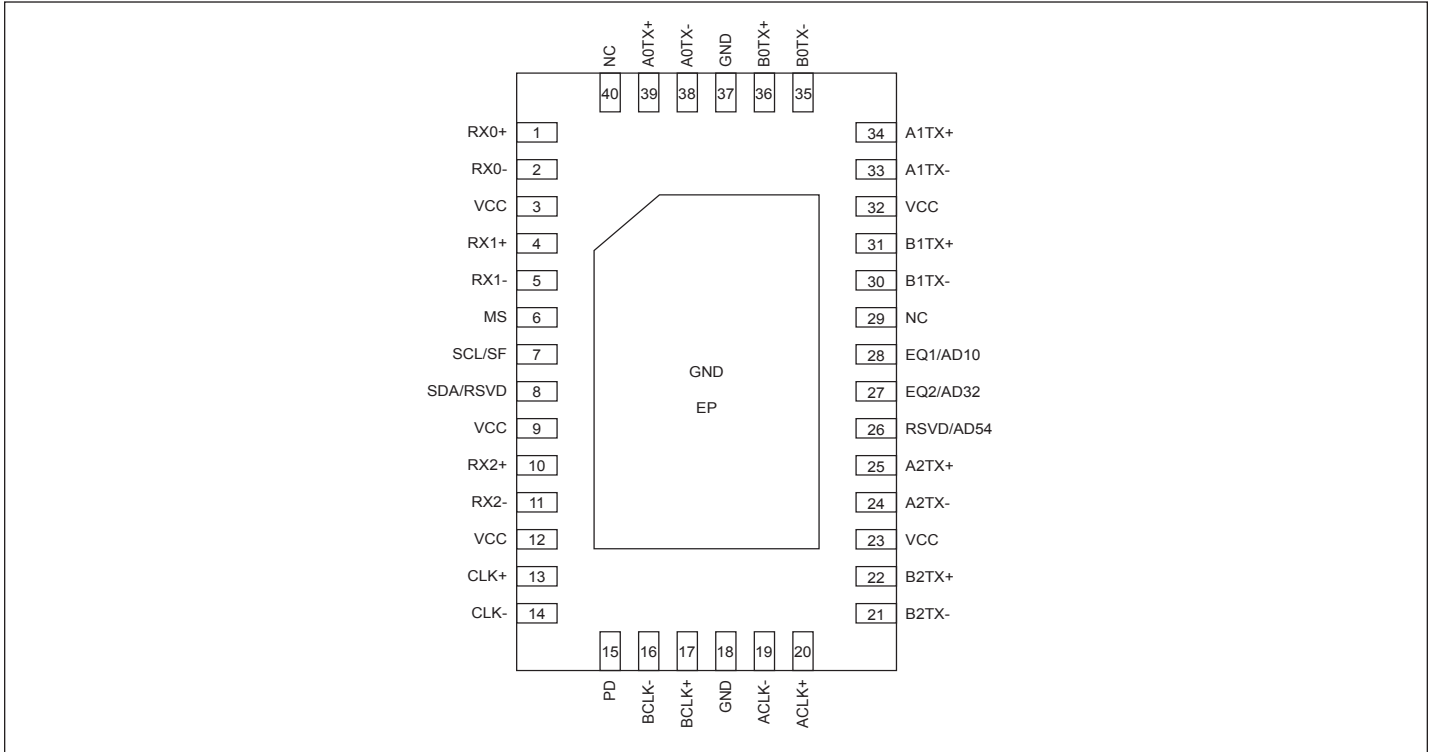 NC
A0TX+
A0TX-
GND
B0TX+
B0TX-
40
39
38
37
36
35
RX0+ 1
RX0- 2
VCC 3
RX1+ 4
RX1- 5
MS 6
SCL/SF 7
SDA/RSVD 8
VCC 9
RX2+ 10
RX2- 11
VCC 12
CLK+ 13
CLK- 14
GND
EP
34 A1TX+
33 A1TX-
32 VCC
31 B1TX+
30 B1TX-
29 NC
28 EQ1/AD10
27 EQ2/AD32
26 RSVD/AD54
25 A2TX+
24 A2TX-
23 VCC
22 B2TX+
21 B2TX-
15
16
17
18
19
20
PD
BCLK-
BCLK+
GND
ACLK-
ACLK+